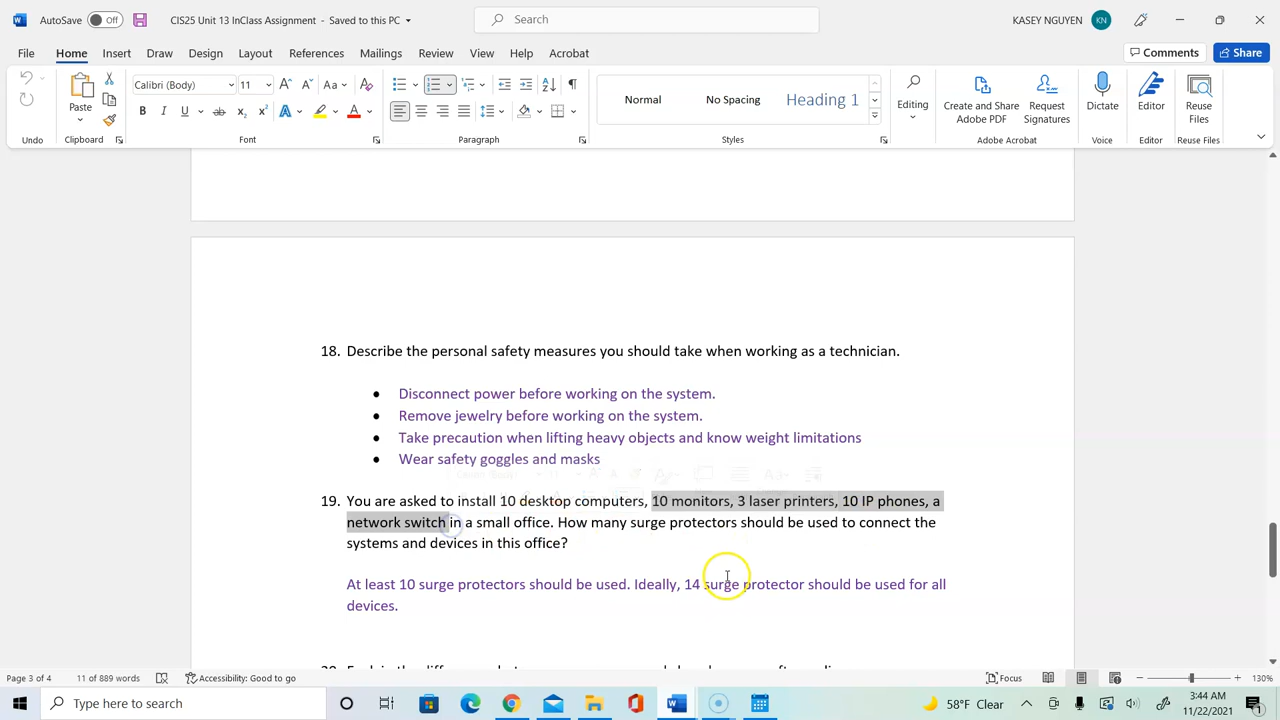 AutoSave Off CIS25 Unit 13 InClass Assignment - Saved to this PC Search KASEY NGUYEN KN
File Home Insert Draw Design Layout References Mailings Review View Help Acrobat Comments Share
Paste Calibri (Body) 11 A A Aa A Normal No Spacing Heading 1 Editing Create and Share Adobe PDF Request Signatures Dictate Editor Reuse Files
B I U ab x₂ x² A A
Undo Clipboard Font Paragraph Styles Adobe Acrobat Voice Editor Reuse Files
18. Describe the personal safety measures you should take when working as a technician.
• Disconnect power before working on the system.
• Remove jewelry before working on the system.
• Take precaution when lifting heavy objects and know weight limitations
• Wear safety goggles and masks
19. You are asked to install 10 desktop computers, 10 monitors, 3 laser printers, 10 IP phones, a
network switch in a small office. How many surge protectors should be used to connect the
systems and devices in this office?
At least 10 surge protectors should be used. Ideally, 14 surge protector should be used for all
devices.
Page 3 of 4 11 of 889 words Accessibility: Good to go Focus 130%
Type here to search 58°F Clear 3:44 AM
11/22/2021